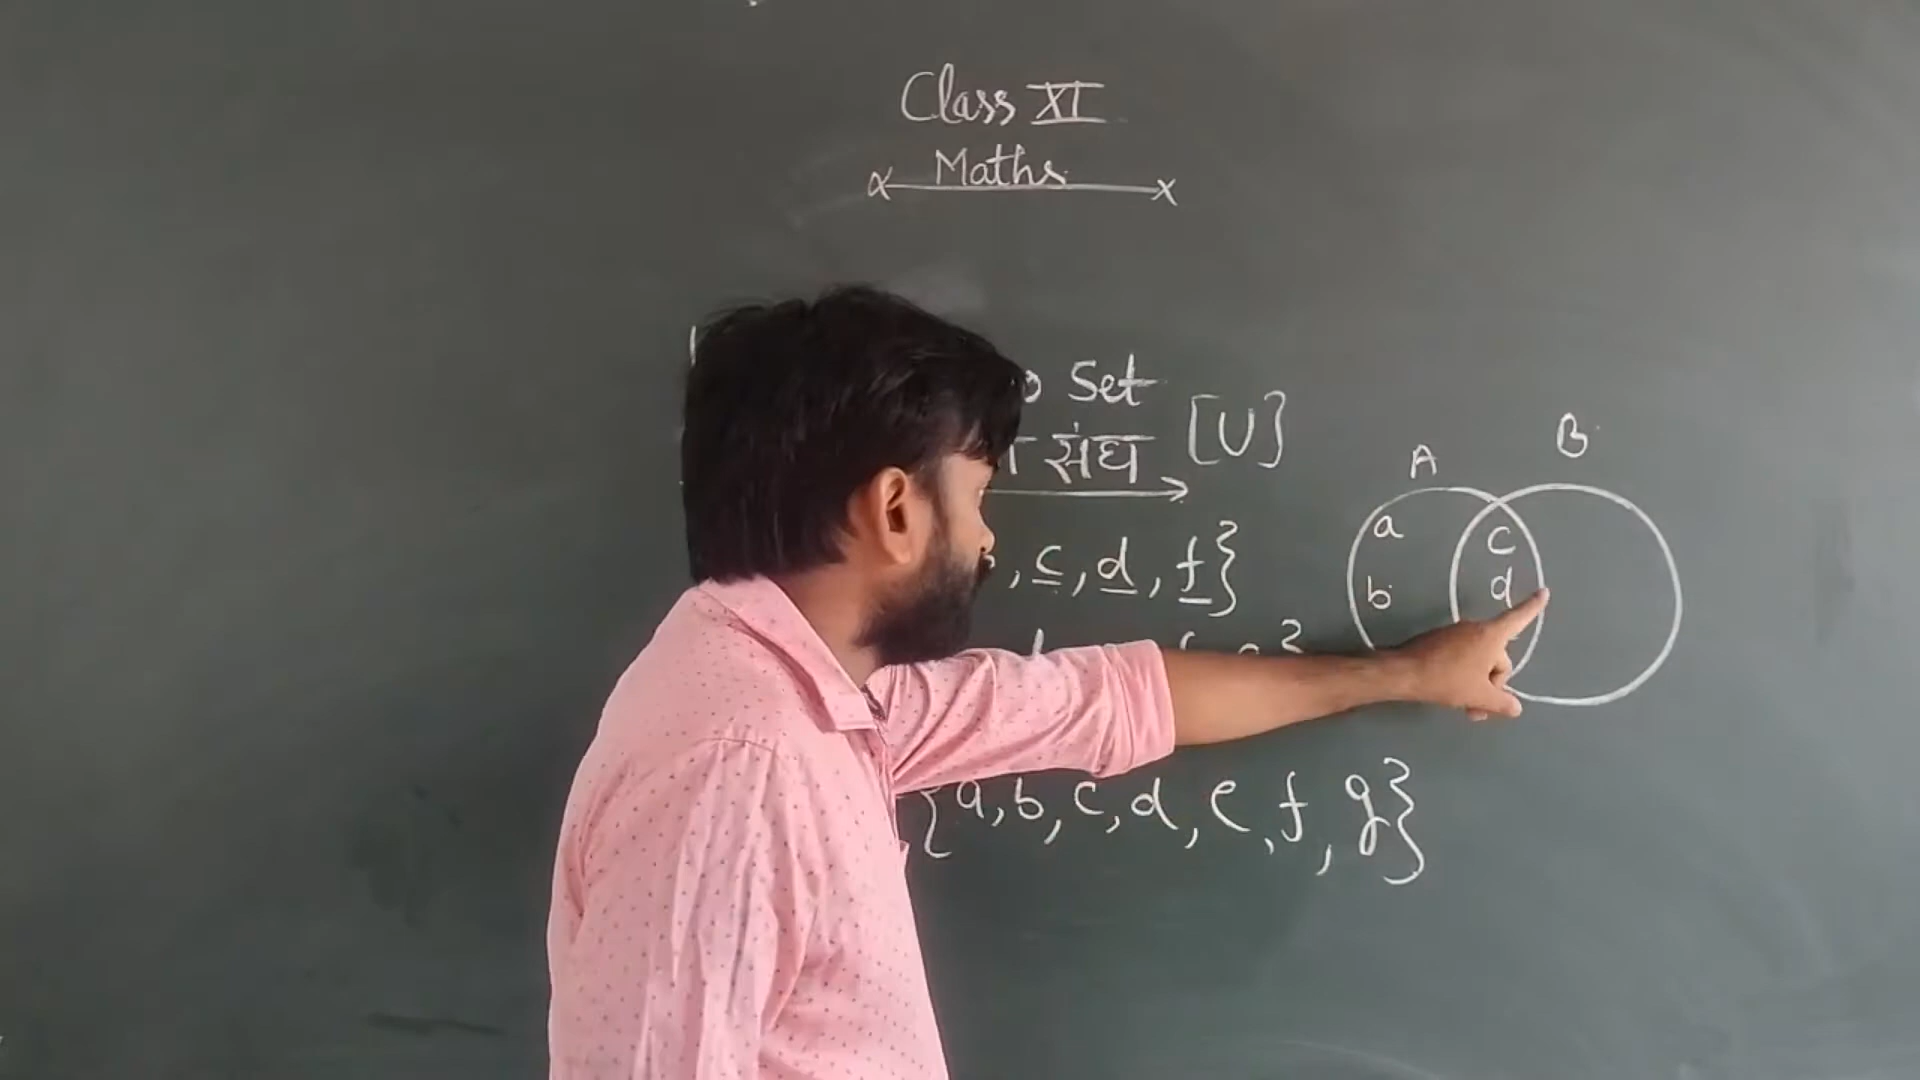 Class XI
Maths
Set
संघ [U]
A B
, c, d, f}
a c
b d
{a, b, c, d, e, f, g}